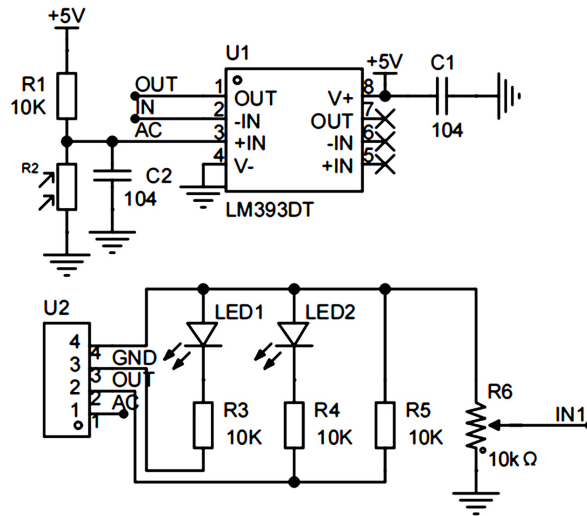 +5V
R1
10K
R2
C2
104
U1
OUT
IN
AC
1
2
3
4
OUT
-IN
+IN
V-
V+
OUT
-IN
+IN
8
7
6
5
LM393DT
+5V
C1
104
U2
4
3
2
1
4
3
2
1
GND
OUT
AC
LED1
LED2
R3
10K
R4
10K
R5
10K
R6
10kΩ
IN1